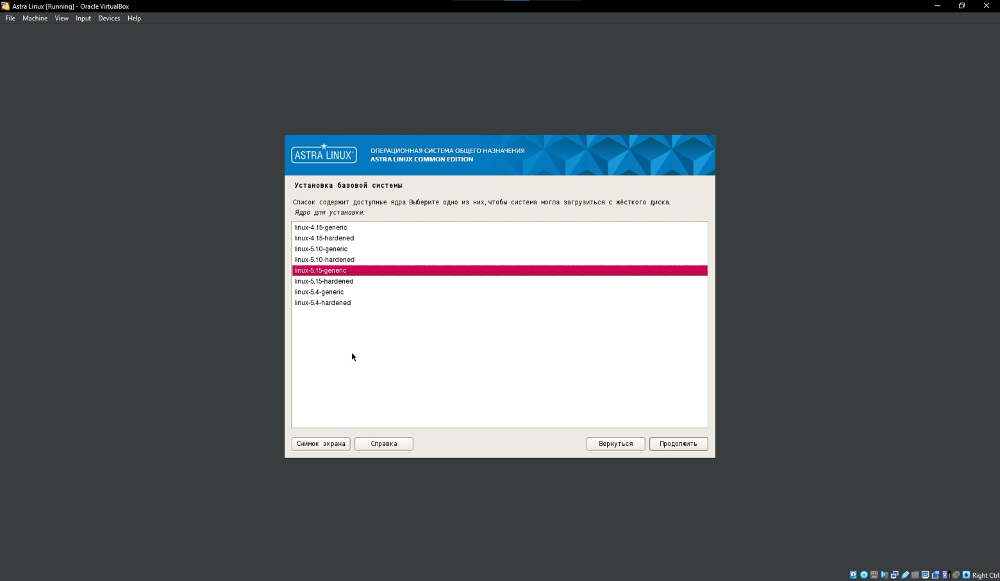 Astra Linux [Running] - Oracle VirtualBox
File Machine View Input Devices Help
ASTRA LINUX®
ОПЕРАЦИОННАЯ СИСТЕМА ОБЩЕГО НАЗНАЧЕНИЯ
ASTRA LINUX COMMON EDITION
Установка базовой системы
Список содержит доступные ядра. Выберите одно из них, чтобы система могла загрузиться с жёсткого диска.
Ядро для установки:
linux-4.15-generic
linux-4.15-hardened
linux-5.10-generic
linux-5.10-hardened
linux-5.15-generic
linux-5.15-hardened
linux-5.4-generic
linux-5.4-hardened
Снимок экрана Справка Вернуться Продолжить
Right Ctrl